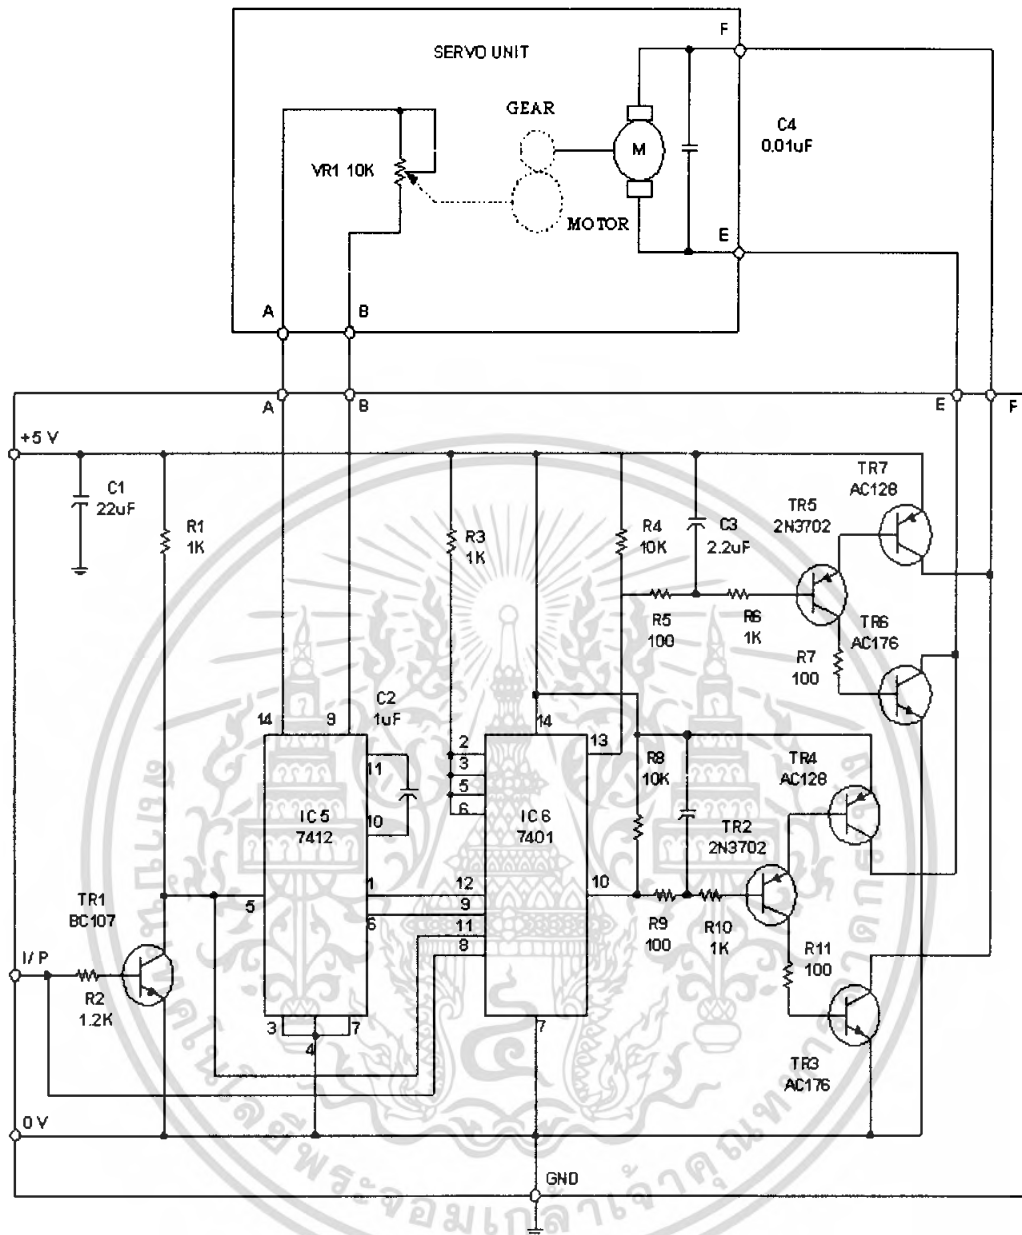 F
SERVO UNIT
GEAR
C4
0.01uF
M
VR1 10K
MOTOR
E
A
B
A
B
E
F
+5 V
C1
22uF
R1
1K
R3
1K
R4
10K
C3
2.2uF
TR7
AC128
TR5
2N3702
R5
100
R6
1K
TR6
AC176
R7
100
14
9
C2
1uF
11
10
IC5
7412
1
6
5
3
4
7
14
13
2
3
5
6
IC6
7401
12
9
11
8
10
7
R8
10K
TR4
AC128
TR2
2N3702
R9
100
R10
1K
R11
100
TR3
AC176
TR1
BC107
I/P
R2
1.2K
0V
GND